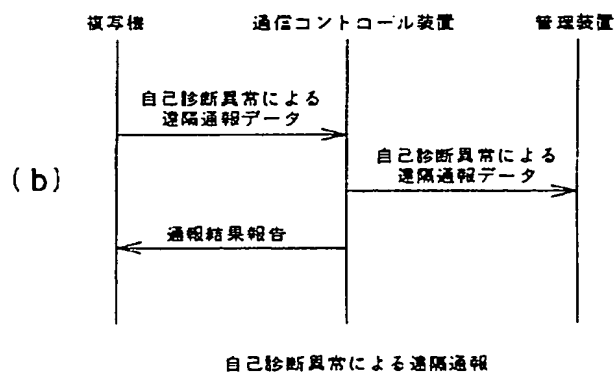 複写機
通信コントロール装置
管理装置
自己診断異常による
遠隔通報データ
自己診断異常による
遠隔通報データ
(b)
通報結果報告
自己診断異常による遠隔通報